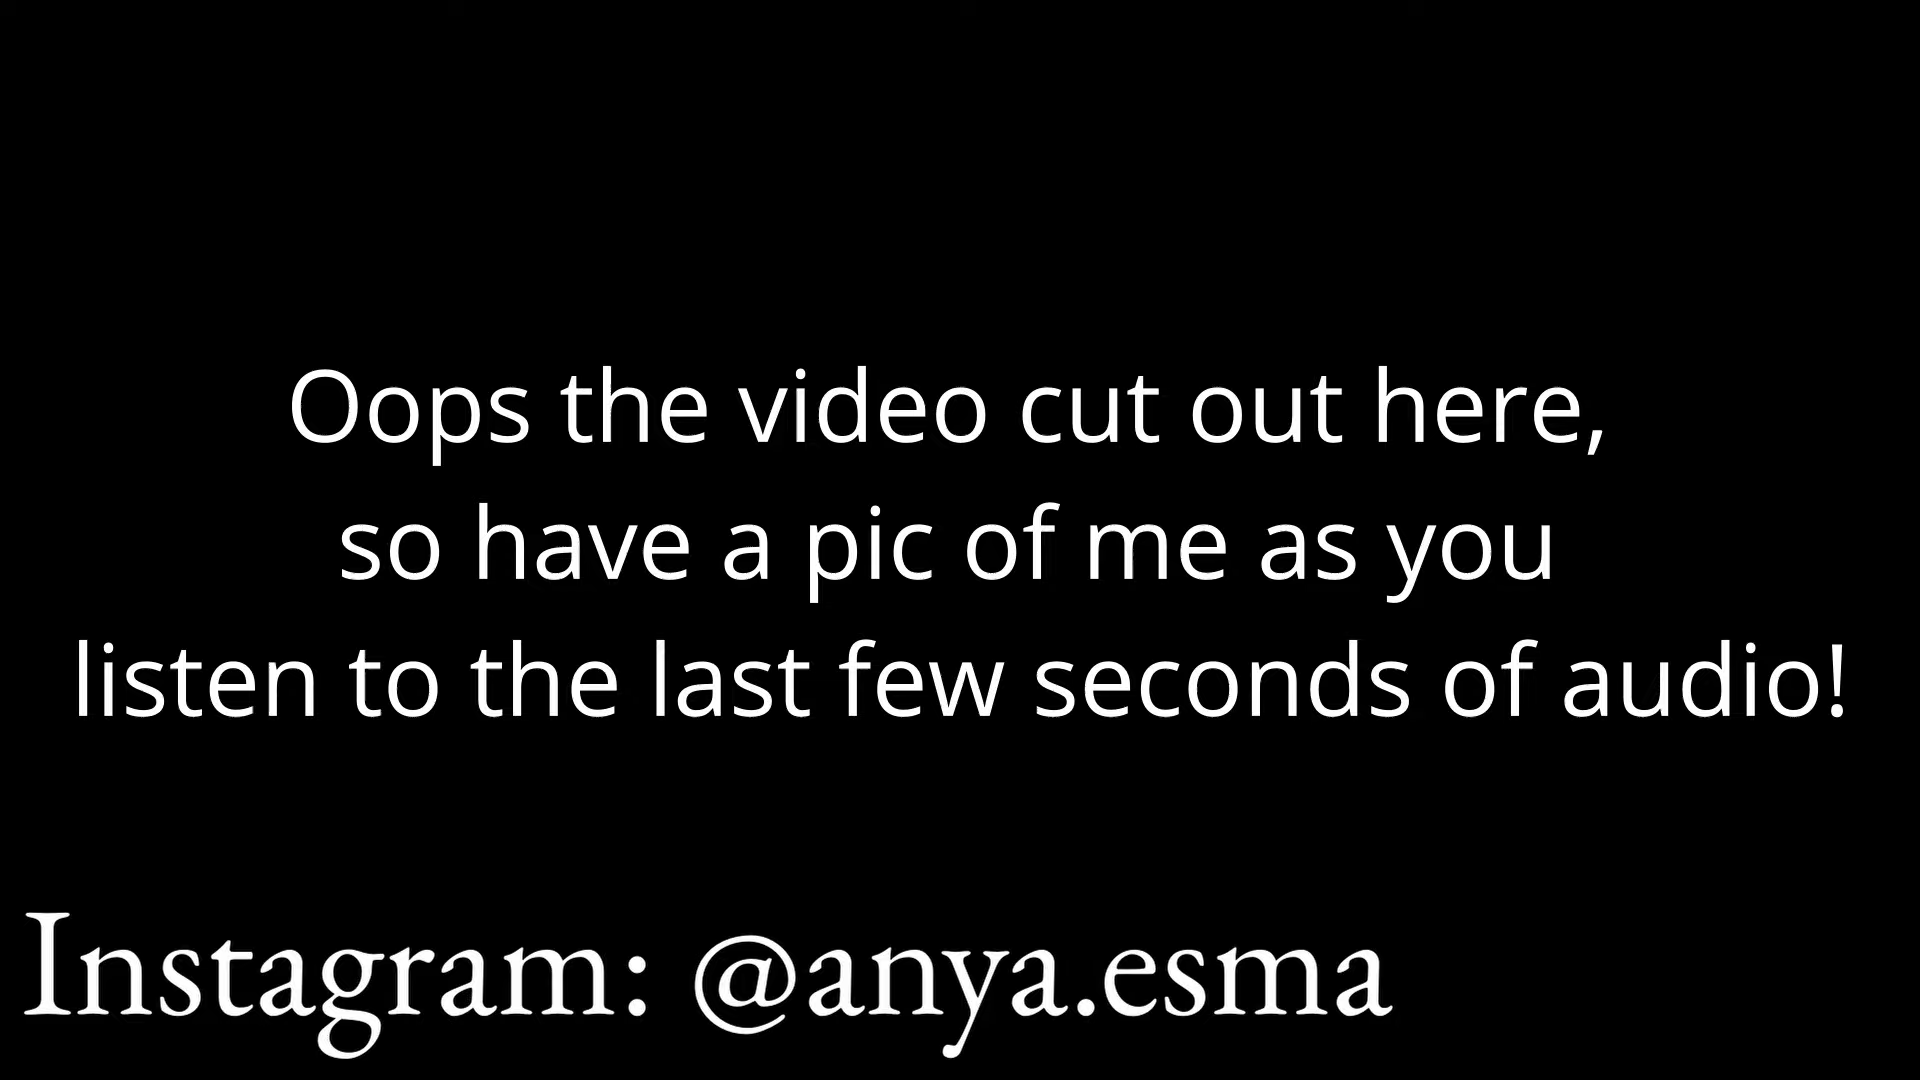 Oops the video cut out here,
so have a pic of me as you
listen to the last few seconds of audio!
Instagram: @anya.esma